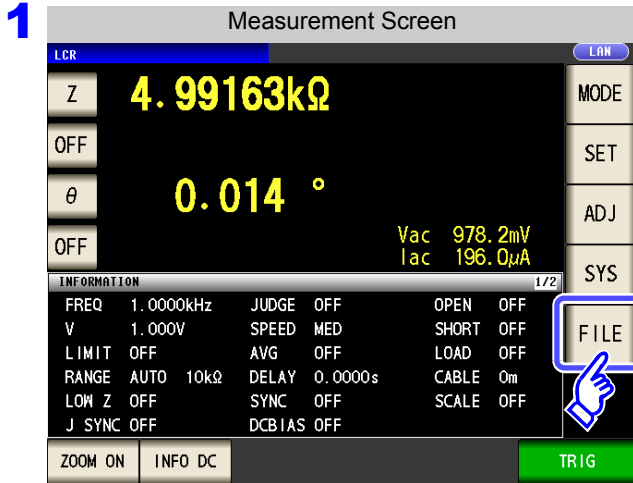 1
Measurement Screen
LCR
LAN
Z 4.99163kΩ
MODE
OFF
SET
θ 0.014 °
ADJ
OFF
Vac 978.2mV
Iac 196.0µA
SYS
INFORMATION 1/2
FREQ 1.0000kHz JUDGE OFF OPEN OFF
V 1.000V SPEED MED SHORT OFF
LIMIT OFF AVG OFF LOAD OFF
RANGE AUTO 10kΩ DELAY 0.0000s CABLE 0m
LOW Z OFF SYNC OFF SCALE OFF
J SYNC OFF DCBIAS OFF
FILE
ZOOM ON INFO DC TRIG